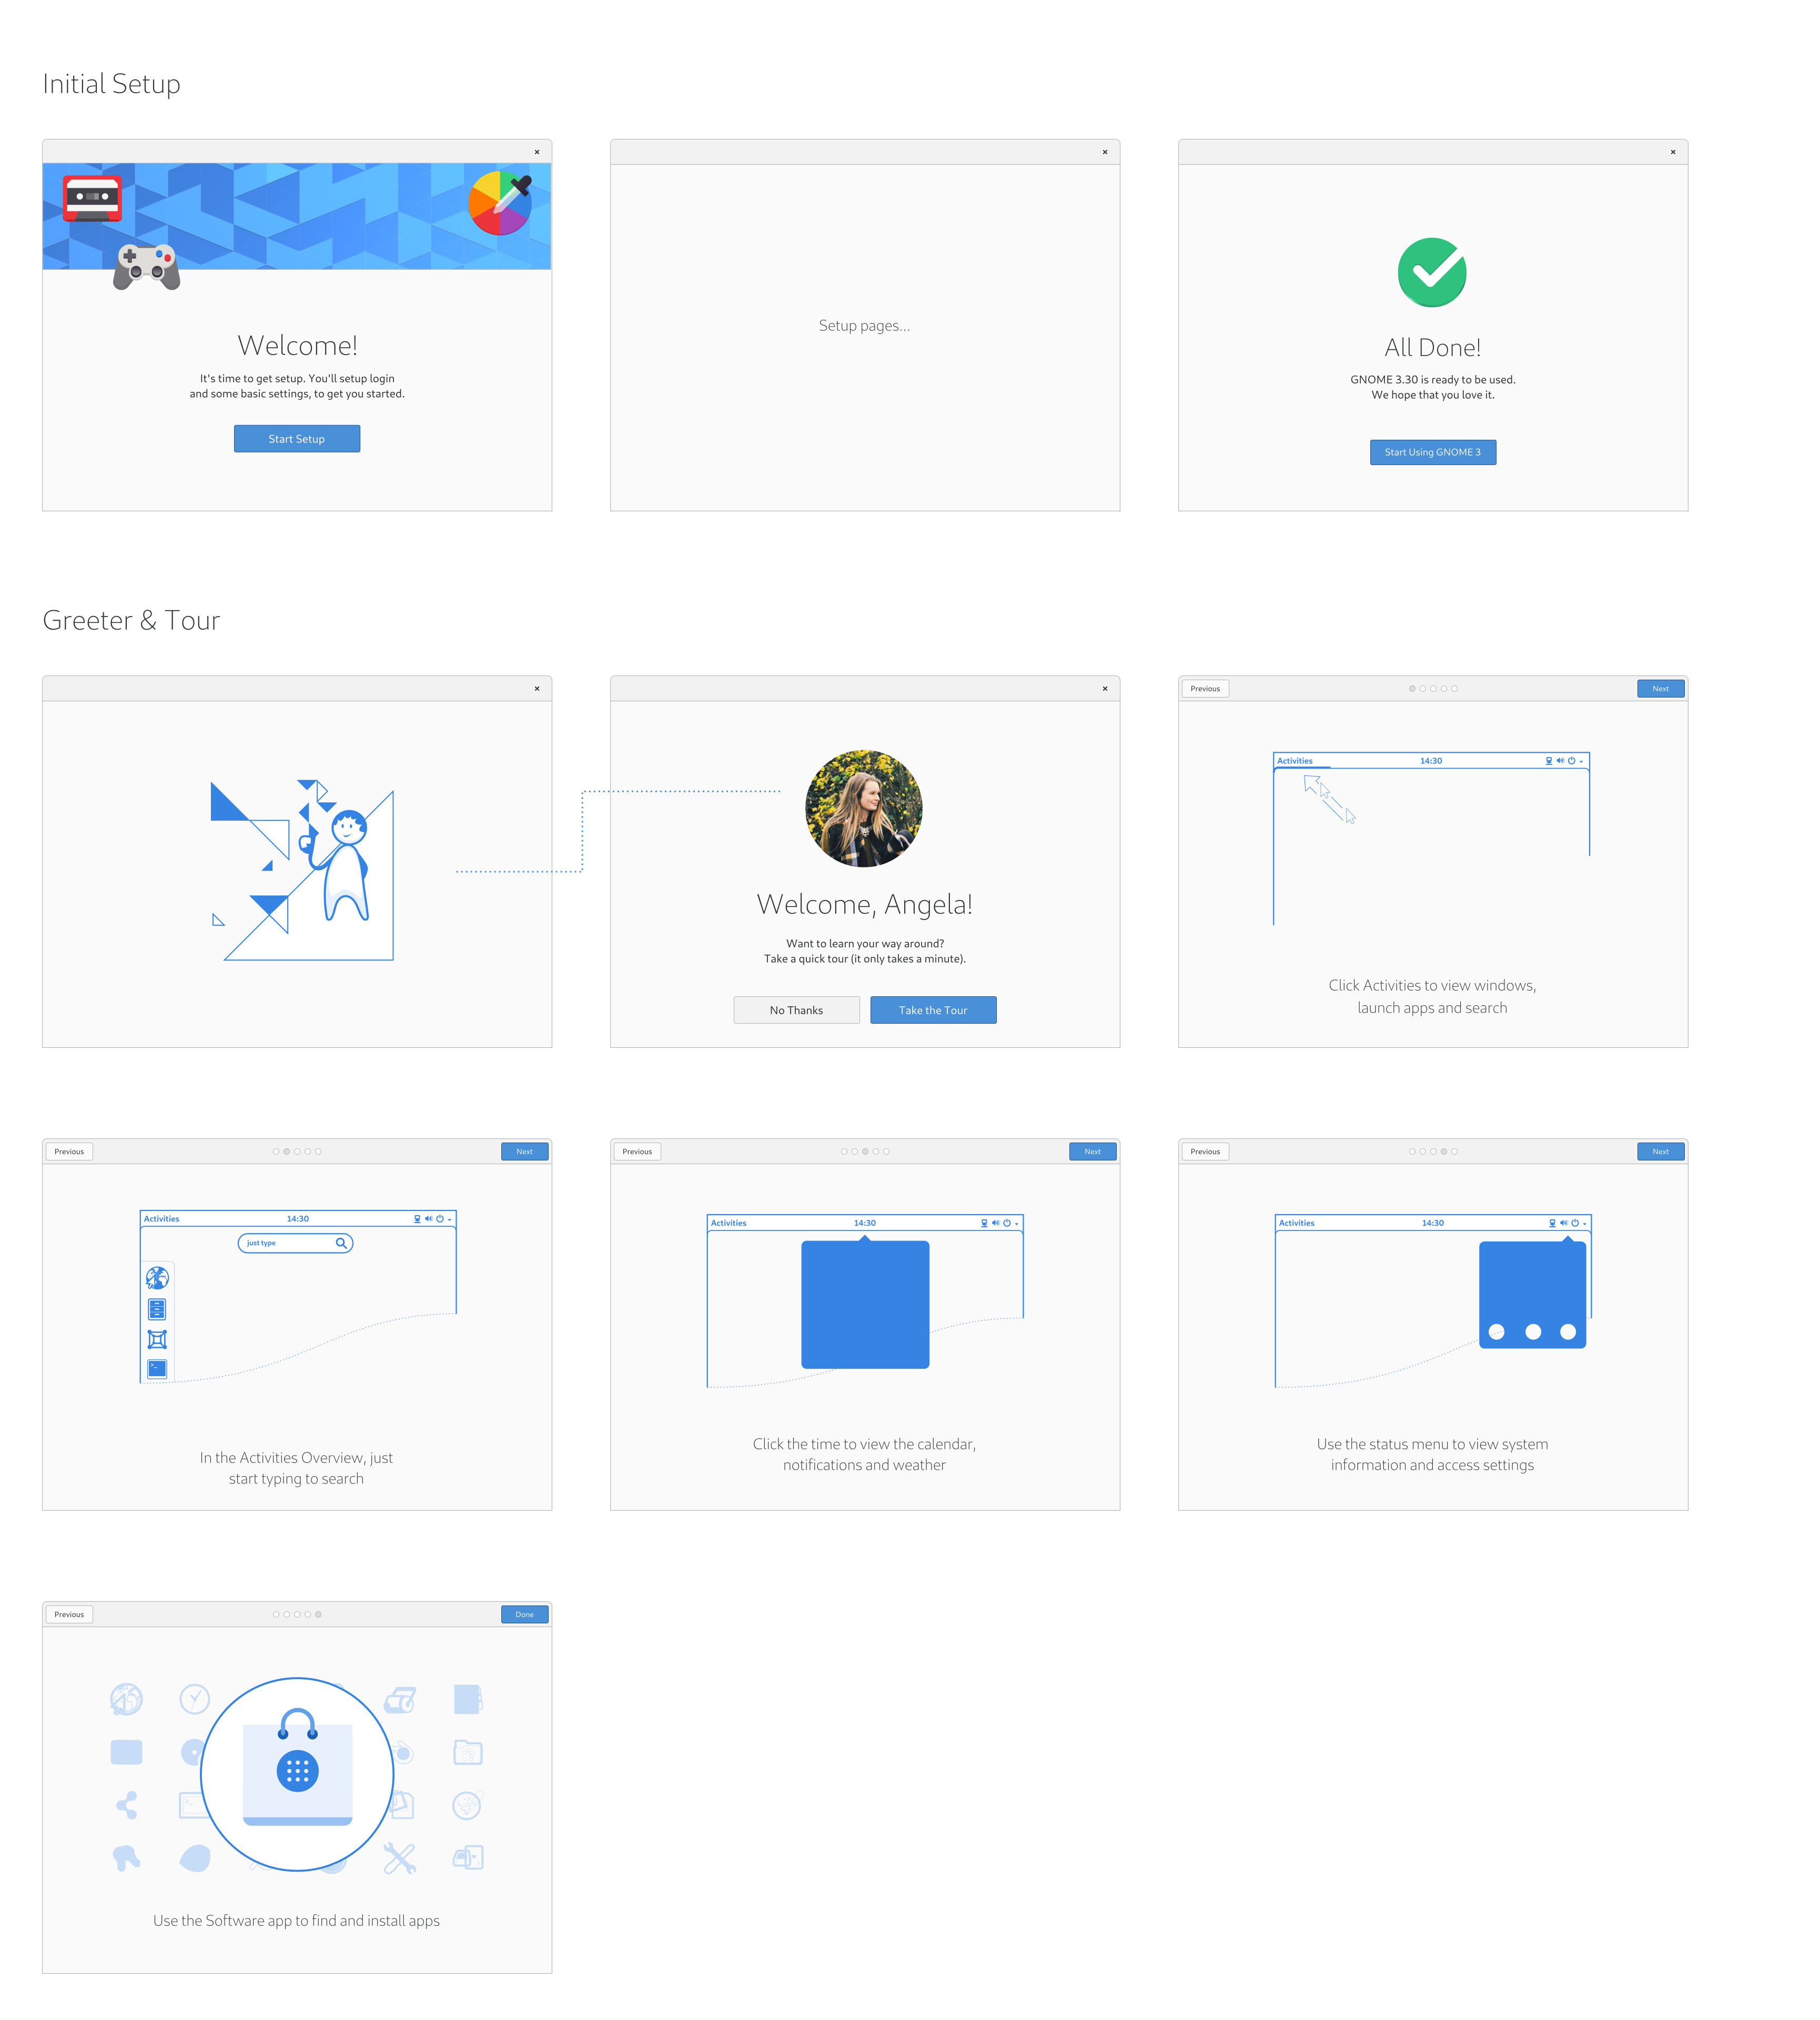 Initial Setup
Welcome!
It's time to get setup. You'll setup login
and some basic settings, to get you started.
Start Setup
Setup pages...
All Done!
GNOME 3.30 is ready to be used.
We hope that you love it.
Start Using GNOME 3
Greeter & Tour
Welcome, Angela!
Want to learn your way around?
Take a quick tour (it only takes a minute).
No Thanks
Take the Tour
Previous
Next
Activities
14:30
Click Activities to view windows,
launch apps and search
Previous
Next
Activities
14:30
just type
In the Activities Overview, just
start typing to search
Previous
Next
Activities
14:30
Click the time to view the calendar,
notifications and weather
Previous
Next
Activities
14:30
Use the status menu to view system
information and access settings
Previous
Done
Use the Software app to find and install apps